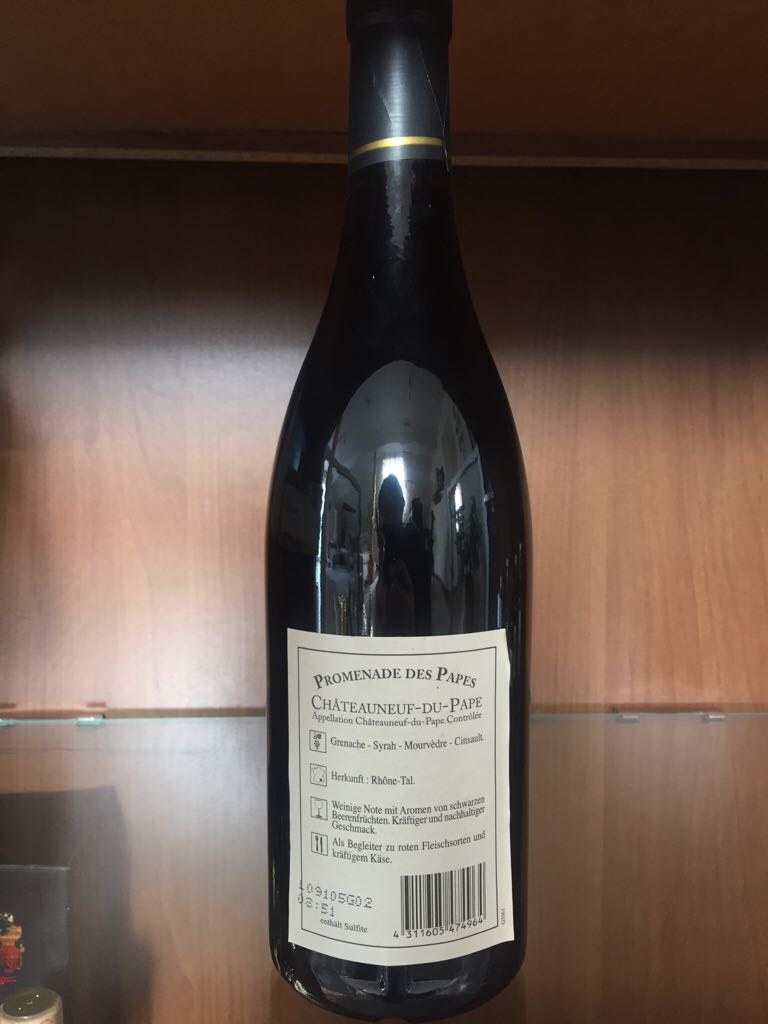 PROMENADE DES PAPES
CHÂTEAUNEUF-DU-PAPE
Appellation Châteauneuf-du-Pape Contrôlée
Grenache - Syrah - Mourvèdre - Cinsault.
Herkunft : Rhône-Tal.
Weinige Note mit Aromen von schwarzen
Beerenfrüchten. Kräftiger und nachhaltiger
Geschmack.
Als Begleiter zu roten Fleischsorten und
kräftigem Käse.
L09105G02
08:51
enthält Sulfite
4 311605 474964